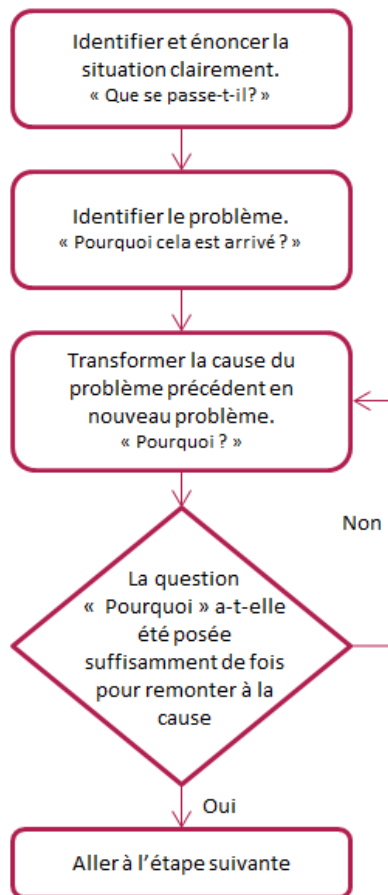 Identifier et énoncer la
situation clairement.
« Que se passe-t-il? »
Identifier le problème.
« Pourquoi cela est arrivé ? »
Transformer la cause du
problème précédent en
nouveau problème.
« Pourquoi ? »
Non
La question
« Pourquoi » a-t-elle
été posée
suffisamment de fois
pour remonter à la
cause
Oui
Aller à l'étape suivante